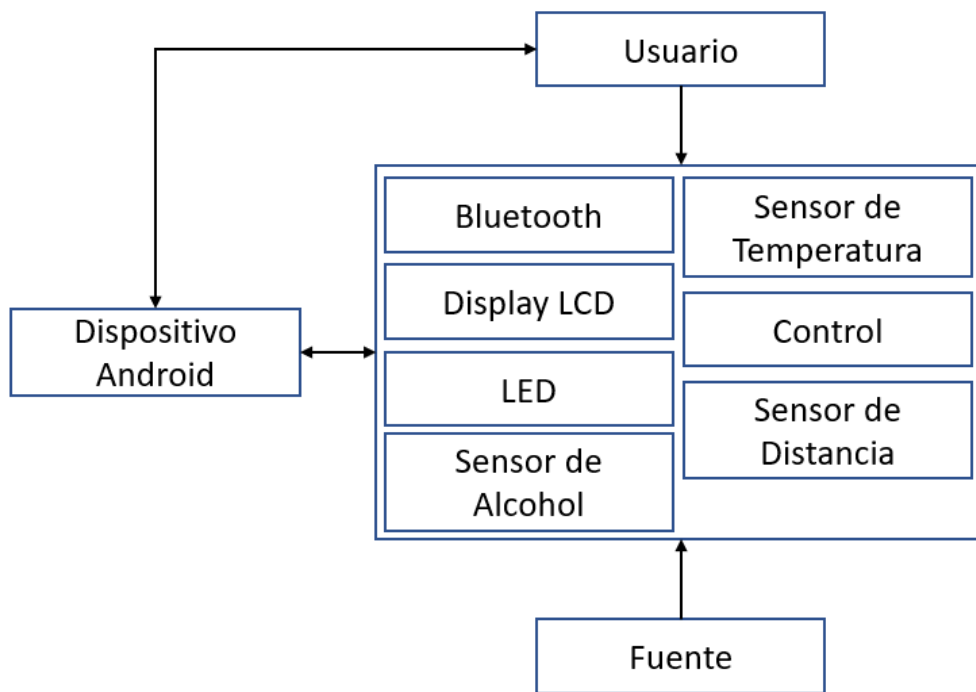 Usuario
Bluetooth
Display LCD
LED
Sensor de
Alcohol
Sensor de
Temperatura
Control
Sensor de
Distancia
Dispositivo
Android
Fuente